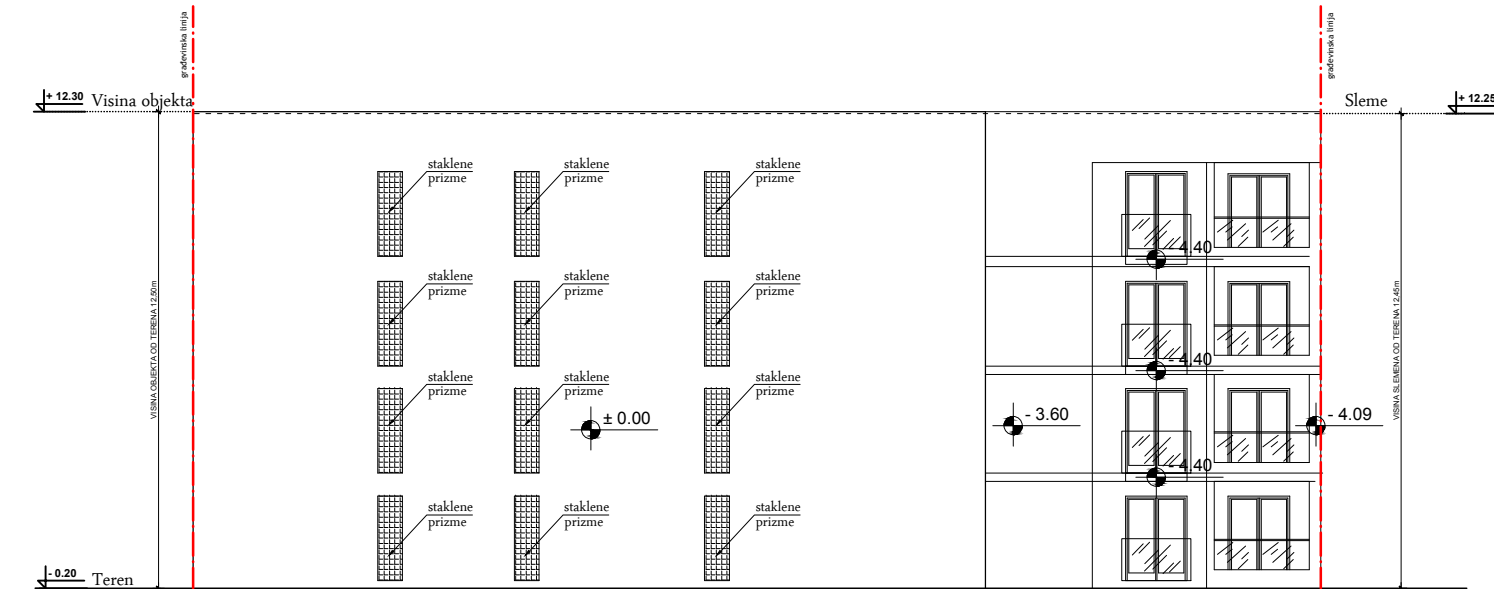 građevinska linija
građevinska linija
+ 12.30 Visina objekta
Sleme + 12.25
staklene
prizme
staklene
prizme
staklene
prizme
- 4.40
staklene
prizme
staklene
prizme
staklene
prizme
VISINA OBJEKTA OD TERENA 12,50m
VISINA SLEMENA OD TERENA 12,45m
- 4.40
staklene
prizme
staklene
prizme
staklene
prizme
± 0.00
- 3.60
- 4.09
- 4.40
staklene
prizme
staklene
prizme
staklene
prizme
- 0.20 Teren